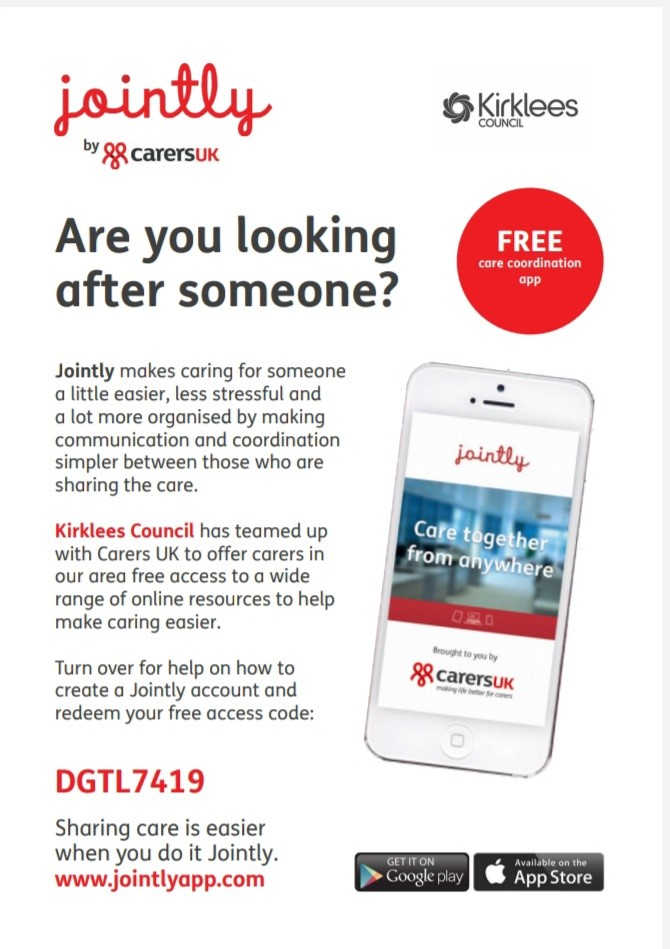 jointly
by carersUK
Kirklees
COUNCIL
Are you looking
after someone?
FREE
care coordination
app
Jointly makes caring for someone
a little easier, less stressful and
a lot more organised by making
communication and coordination
simpler between those who are
sharing the care.
Kirklees Council has teamed up
with Carers UK to offer carers in
our area free access to a wide
range of online resources to help
make caring easier.
Turn over for help on how to
create a Jointly account and
redeem your free access code:
DGTL7419
Sharing care is easier
when you do it Jointly.
www.jointlyapp.com
jointly
Care together
from anywhere
Brought to you by
carersUK
making life better for carers
GET IT ON
Google play
Available on the
App Store